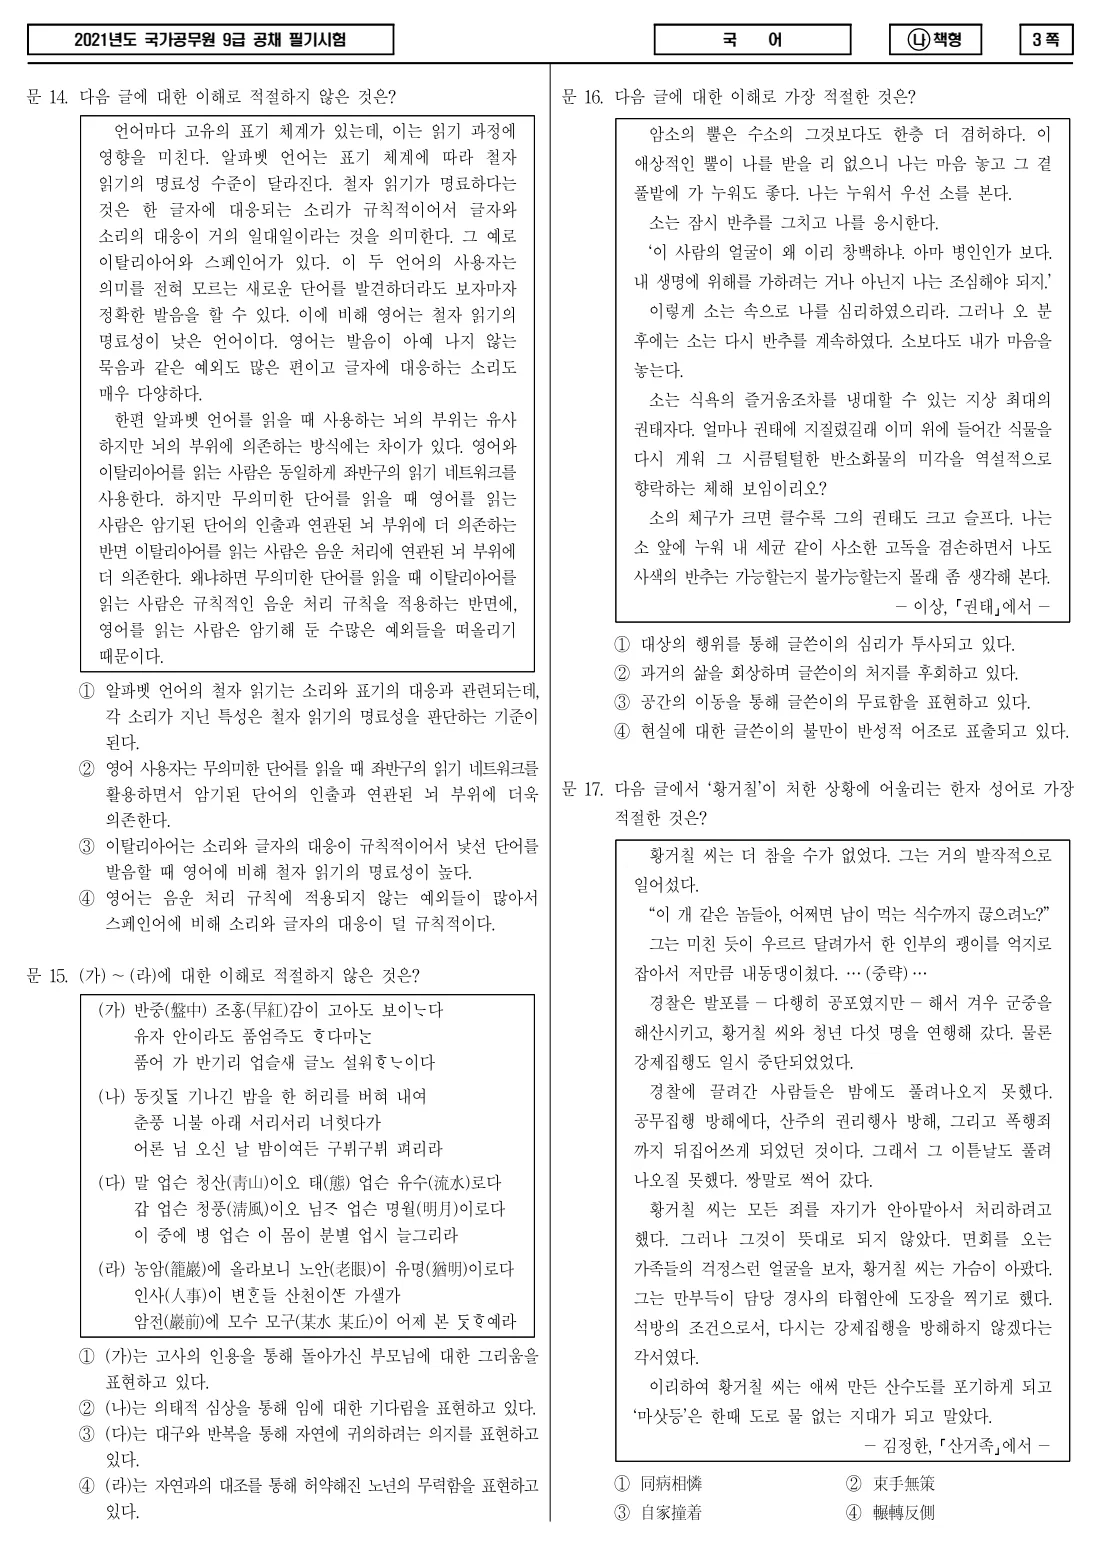 2021년도 국가공무원 9급 공채 필기시험
국 어
㉯ 책형
3 쪽
문 14. 다음 글에 대한 이해로 적절하지 않은 것은?
언어마다 고유의 표기 체계가 있는데, 이는 읽기 과정에
영향을 미친다. 알파벳 언어는 표기 체계에 따라 철자
읽기의 명료성 수준이 달라진다. 철자 읽기가 명료하다는
것은 한 글자에 대응되는 소리가 규칙적이어서 글자와
소리의 대응이 거의 일대일이라는 것을 의미한다. 그 예로
이탈리아어와 스페인어가 있다. 이 두 언어의 사용자는
의미를 전혀 모르는 새로운 단어를 발견하더라도 보자마자
정확한 발음을 할 수 있다. 이에 비해 영어는 철자 읽기의
명료성이 낮은 언어이다. 영어는 발음이 아예 나지 않는
묵음과 같은 예외도 많은 편이고 글자에 대응하는 소리도
매우 다양하다.
한편 알파벳 언어를 읽을 때 사용하는 뇌의 부위는 유사
하지만 뇌의 부위에 의존하는 방식에는 차이가 있다. 영어와
이탈리아어를 읽는 사람은 동일하게 좌반구의 읽기 네트워크를
사용한다. 하지만 무의미한 단어를 읽을 때 영어를 읽는
사람은 암기된 단어의 인출과 연관된 뇌 부위에 더 의존하는
반면 이탈리아어를 읽는 사람은 음운 처리에 연관된 뇌 부위에
더 의존한다. 왜냐하면 무의미한 단어를 읽을 때 이탈리아어를
읽는 사람은 규칙적인 음운 처리 규칙을 적용하는 반면에,
영어를 읽는 사람은 암기해 둔 수많은 예외들을 떠올리기
때문이다.
① 알파벳 언어의 철자 읽기는 소리와 표기의 대응과 관련되는데,
각 소리가 지닌 특성은 철자 읽기의 명료성을 판단하는 기준이
된다.
② 영어 사용자는 무의미한 단어를 읽을 때 좌반구의 읽기 네트워크를
활용하면서 암기된 단어의 인출과 연관된 뇌 부위에 더욱
의존한다.
③ 이탈리아어는 소리와 글자의 대응이 규칙적이어서 낯선 단어를
발음할 때 영어에 비해 철자 읽기의 명료성이 높다.
④ 영어는 음운 처리 규칙에 적용되지 않는 예외들이 많아서
스페인어에 비해 소리와 글자의 대응이 덜 규칙적이다.
문 15. (가) ~ (라)에 대한 이해로 적절하지 않은 것은?
(가) 반중(盤中) 조홍(早紅)감이 고아도 보이ᄂ다
유자 안이라도 품엄즉도 ᄒ다마ᄂᆞᆫ
품어 가 반기리 업슬새 글노 설워ᄒᄂ이다
(나) 동짓ᄃᆞᆯ 기나긴 밤을 한 허리를 버혀 내여
춘풍 니불 아래 서리서리 너헛다가
어론 님 오신 날 밤이여든 구뷔구뷔 펴리라
(다) 말 업슨 청산(靑山)이오 태(態) 업슨 유수(流水)로다
갑 업슨 청풍(淸風)이오 님ᄌ 업슨 명월(明月)이로다
이 중에 병 업슨 이 몸이 분별 업시 늘그리라
(라) 농암(籠巖)에 올라보니 노안(老眼)이 유명(猶明)이로다
인사(人事)이 변ᄒᆞᆫ들 산천이ᄯᆞᆫ 가샐가
암전(巖前)에 모수 모구(某水 某丘)이 어제 본 ᄃᆞᆺᄒ예라
① (가)는 고사의 인용을 통해 돌아가신 부모님에 대한 그리움을
표현하고 있다.
② (나)는 의태적 심상을 통해 임에 대한 기다림을 표현하고 있다.
③ (다)는 대구와 반복을 통해 자연에 귀의하려는 의지를 표현하고
있다.
④ (라)는 자연과의 대조를 통해 허약해진 노년의 무력함을 표현하고
있다.
문 16. 다음 글에 대한 이해로 가장 적절한 것은?
암소의 뿔은 수소의 그것보다도 한층 더 겸허하다. 이
애상적인 뿔이 나를 받을 리 없으니 나는 마음 놓고 그 곁
풀밭에 가 누워도 좋다. 나는 누워서 우선 소를 본다.
소는 잠시 반추를 그치고 나를 응시한다.
‘이 사람의 얼굴이 왜 이리 창백하냐. 아마 병인인가 보다.
내 생명에 위해를 가하려는 거나 아닌지 나는 조심해야 되지.’
이렇게 소는 속으로 나를 심리하였으리라. 그러나 오 분
후에는 소는 다시 반추를 계속하였다. 소보다도 내가 마음을
놓는다.
소는 식욕의 즐거움조차를 냉대할 수 있는 지상 최대의
권태자다. 얼마나 권태에 지질렸길래 이미 위에 들어간 식물을
다시 게워 그 시큼털털한 반소화물의 미각을 역설적으로
향락하는 체해 보임이리오?
소의 체구가 크면 클수록 그의 권태도 크고 슬프다. 나는
소 앞에 누워 내 세균 같이 사소한 고독을 겸손하면서 나도
사색의 반추는 가능할는지 불가능할는지 몰래 좀 생각해 본다.
－ 이상, ｢권태｣에서 －
① 대상의 행위를 통해 글쓴이의 심리가 투사되고 있다.
② 과거의 삶을 회상하며 글쓴이의 처지를 후회하고 있다.
③ 공간의 이동을 통해 글쓴이의 무료함을 표현하고 있다.
④ 현실에 대한 글쓴이의 불만이 반성적 어조로 표출되고 있다.
문 17. 다음 글에서 ‘황거칠’이 처한 상황에 어울리는 한자 성어로 가장
적절한 것은?
황거칠 씨는 더 참을 수가 없었다. 그는 거의 발작적으로
일어섰다.
“이 개 같은 놈들아, 어쩌면 남이 먹는 식수까지 끊으려노?”
그는 미친 듯이 우르르 달려가서 한 인부의 괭이를 억지로
잡아서 저만큼 내동댕이쳤다. … (중략) …
경찰은 발포를 － 다행히 공포였지만 － 해서 겨우 군중을
해산시키고, 황거칠 씨와 청년 다섯 명을 연행해 갔다. 물론
강제집행도 일시 중단되었었다.
경찰에 끌려간 사람들은 밤에도 풀려나오지 못했다.
공무집행 방해에다, 산주의 권리행사 방해, 그리고 폭행죄
까지 뒤집어쓰게 되었던 것이다. 그래서 그 이튿날도 풀려
나오질 못했다. 쌍말로 썩어 갔다.
황거칠 씨는 모든 죄를 자기가 안아맡아서 처리하려고
했다. 그러나 그것이 뜻대로 되지 않았다. 면회를 오는
가족들의 걱정스런 얼굴을 보자, 황거칠 씨는 가슴이 아팠다.
그는 만부득이 담당 경사의 타협안에 도장을 찍기로 했다.
석방의 조건으로서, 다시는 강제집행을 방해하지 않겠다는
각서였다.
이리하여 황거칠 씨는 애써 만든 산수도를 포기하게 되고
‘마삿등’은 한때 도로 물 없는 지대가 되고 말았다.
－ 김정한, ｢산거족｣에서 －
① 同病相憐
② 束手無策
③ 自家撞着
④ 輾轉反側